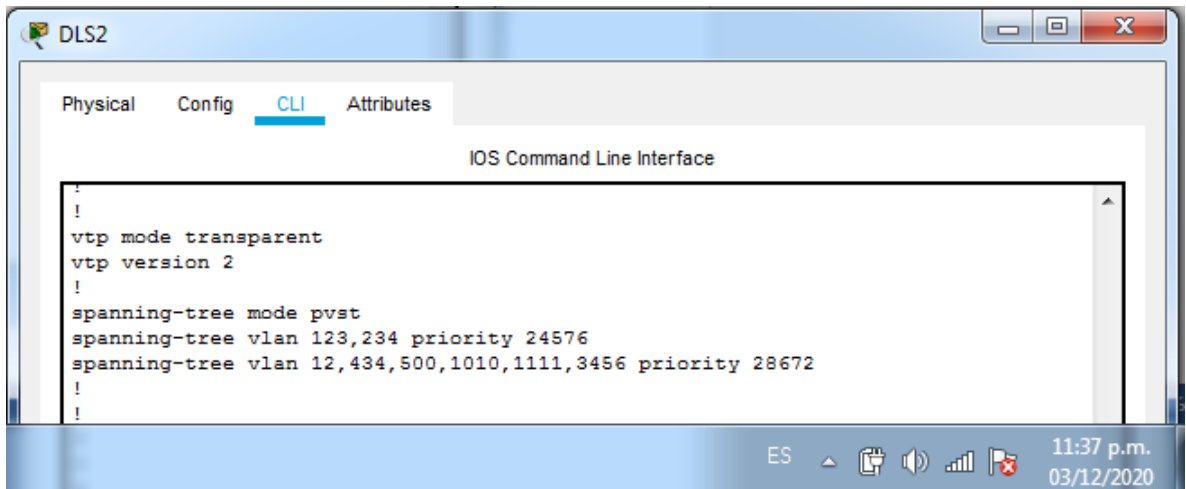 DLS2
Physical Config CLI Attributes
IOS Command Line Interface
!
!
vtp mode transparent
vtp version 2
!
spanning-tree mode pvst
spanning-tree vlan 123,234 priority 24576
spanning-tree vlan 12,434,500,1010,1111,3456 priority 28672
!
!
ES
11:37 p.m.
03/12/2020